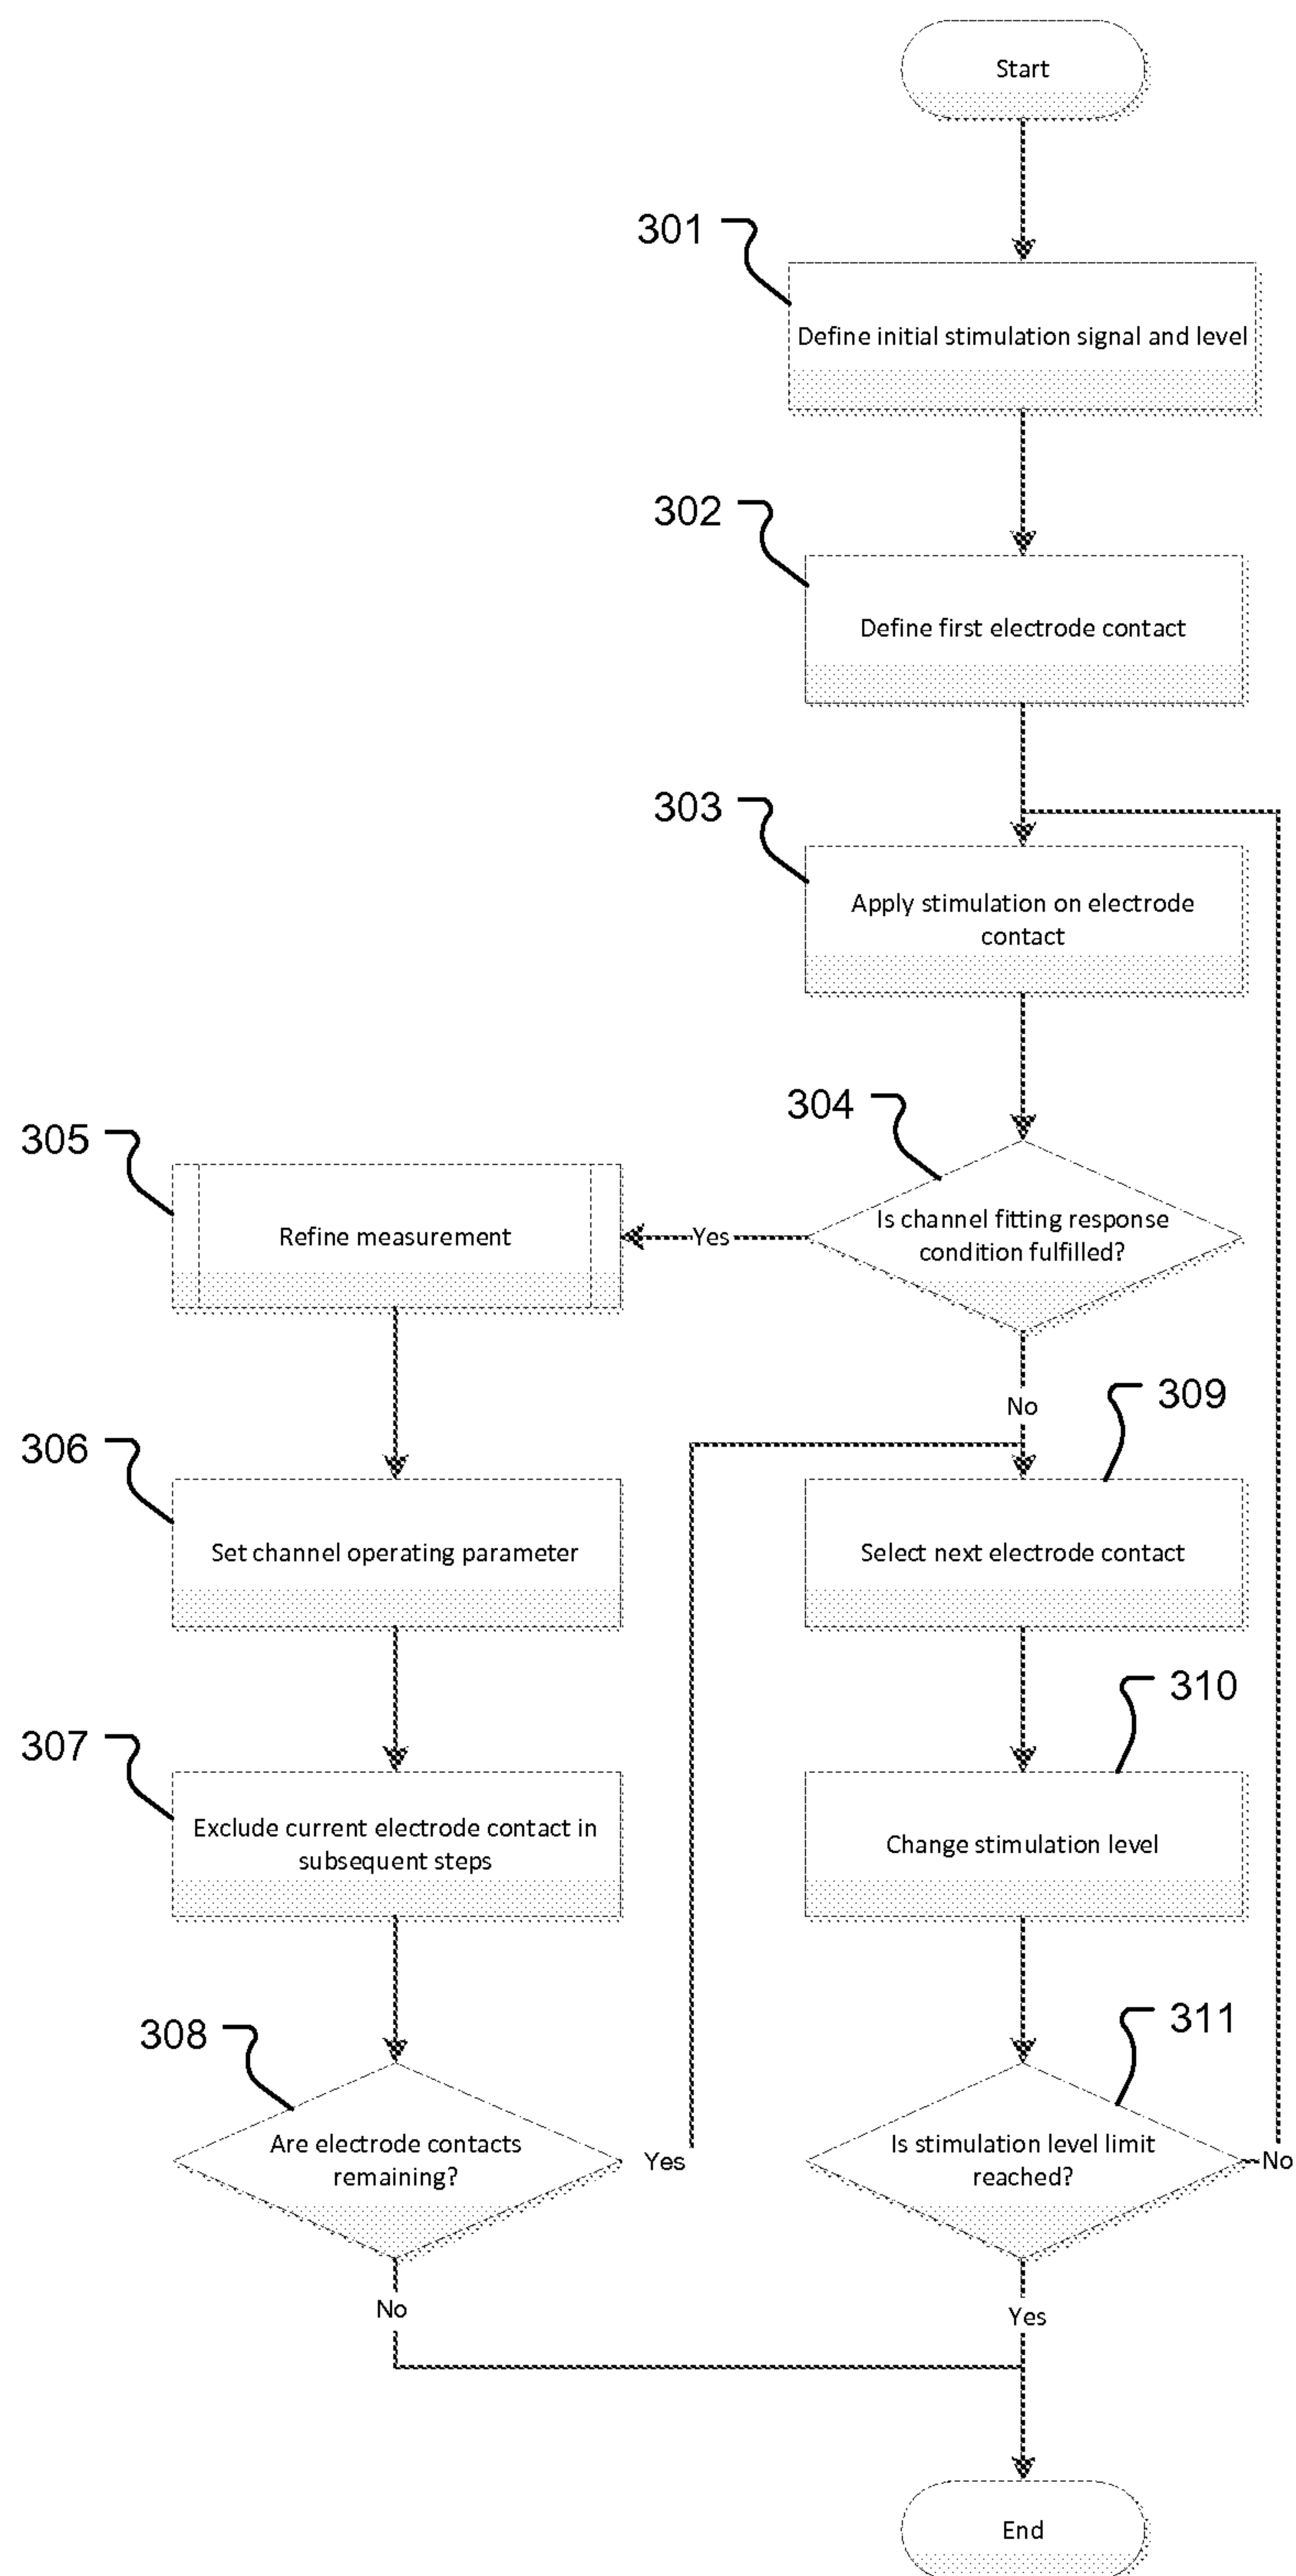 Start
301
Define initial stimulation signal and level
302
Define first electrode contact
303
Apply stimulation on electrode
contact
304
Is channel fitting response
condition fulfilled?
Yes
305
Refine measurement
No
306
Set channel operating parameter
309
Select next electrode contact
307
Exclude current electrode contact in
subsequent steps
310
Change stimulation level
308
Are electrode contacts
remaining?
Yes
311
Is stimulation level limit
reached?
No
No
Yes
End